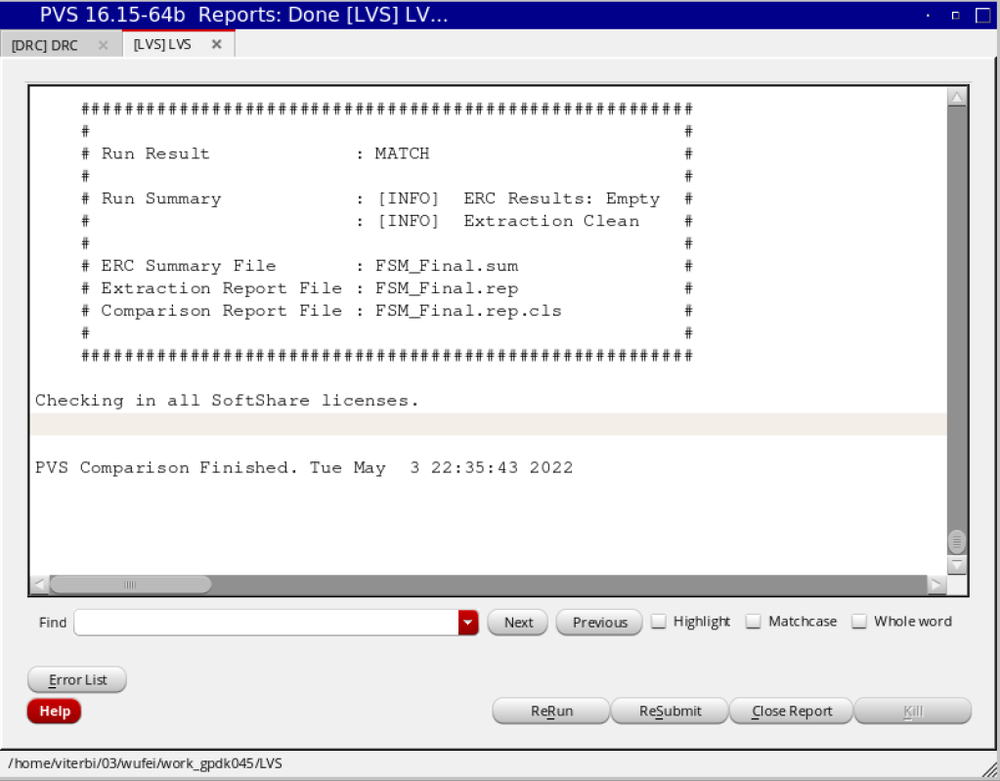 PVS 16.15-64b  Reports: Done [LVS] LV...
[DRC] DRC ×  [LVS] LVS ×
########################################################
#                                                      #
# Run Result              : MATCH                      #
#                                                      #
# Run Summary             : [INFO]  ERC Results: Empty  #
#                         : [INFO]  Extraction Clean    #
#                                                      #
# ERC Summary File        : FSM_Final.sum              #
# Extraction Report File : FSM_Final.rep               #
# Comparison Report File : FSM_Final.rep.cls           #
#                                                      #
########################################################
Checking in all SoftShare licenses.
PVS Comparison Finished. Tue May  3 22:35:43 2022
Find  Next  Previous  Highlight  Matchcase  Whole word
Error List
Help  ReRun  ReSubmit  Close Report  Kill
/home/viterbi/03/wufei/work_gpdk045/LVS